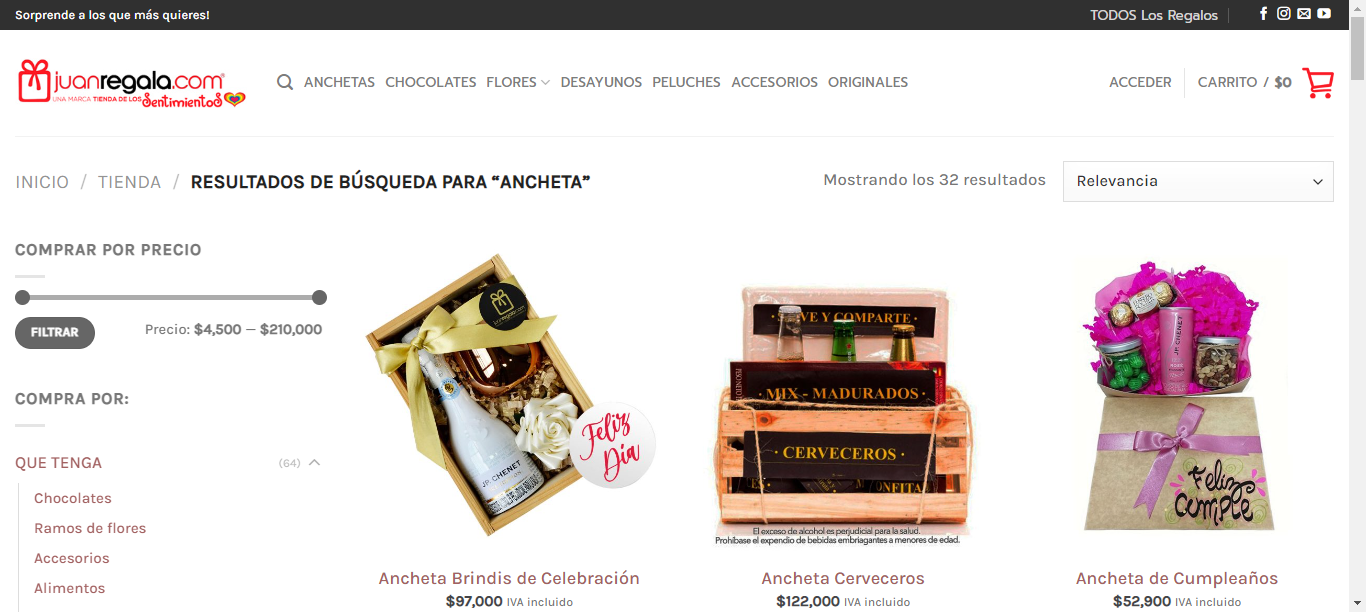 Sorprende a los que más quieres!
TODOS Los Regalos
juanregala.com
UNA MARCA TIENDA DE LOS
Sentimientos
ANCHETAS CHOCOLATES FLORES DESAYUNOS PELUCHES ACCESORIOS ORIGINALES
ACCEDER
CARRITO / $0
INICIO / TIENDA / RESULTADOS DE BÚSQUEDA PARA “ANCHETA”
Mostrando los 32 resultados
Relevancia
COMPRAR POR PRECIO
FILTRAR
Precio: $4,500 — $210,000
COMPRA POR:
QUE TENGA (64)
Chocolates
Ramos de flores
Accesorios
Alimentos
juanregala.com
J.P. CHENET
Feliz
Día
Ancheta Brindis de Celebración
$97,000 IVA incluido
VE Y COMPARTE ·
· MIX - MADURADOS ·
· CERVECEROS ·
El exceso de alcohol es perjudicial para la salud.
Prohíbase el expendio de bebidas embriagantes a menores de edad.
Ancheta Cerveceros
$122,000 IVA incluido
J.P. CHENET
Feliz
Cumple
Ancheta de Cumpleaños
$52,900 IVA incluido